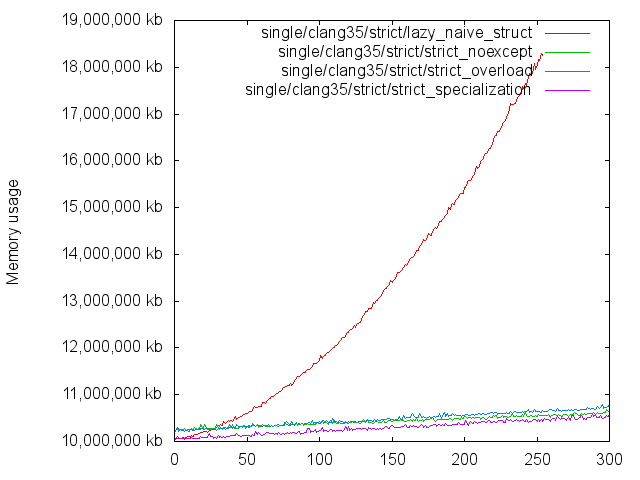 19,000,000 kb
18,000,000 kb
17,000,000 kb
16,000,000 kb
15,000,000 kb
14,000,000 kb
13,000,000 kb
12,000,000 kb
11,000,000 kb
10,000,000 kb
Memory usage
single/clang35/strict/lazy_naive_struct
single/clang35/strict/strict_noexcept
single/clang35/strict/strict_overload
single/clang35/strict/strict_specialization
0 50 100 150 200 250 300